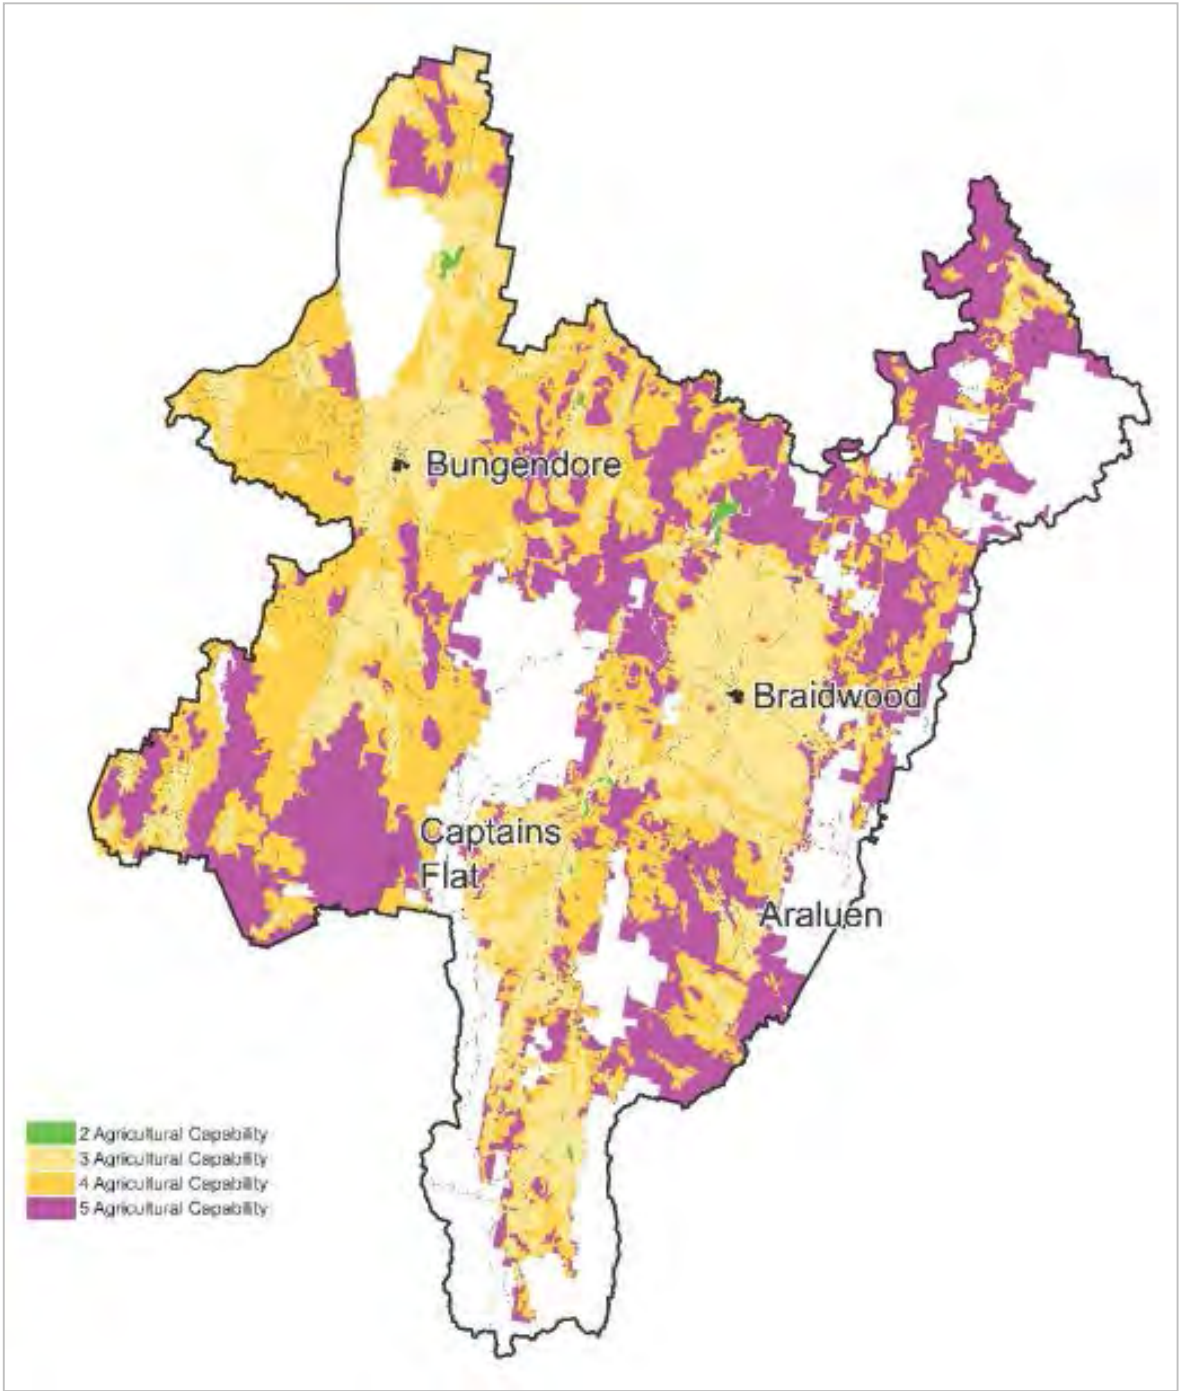 Bungendore
Braidwood
Captains
Flat
Araluen
2 Agricultural Capability
3 Agricultural Capability
4 Agricultural Capability
5 Agricultural Capability